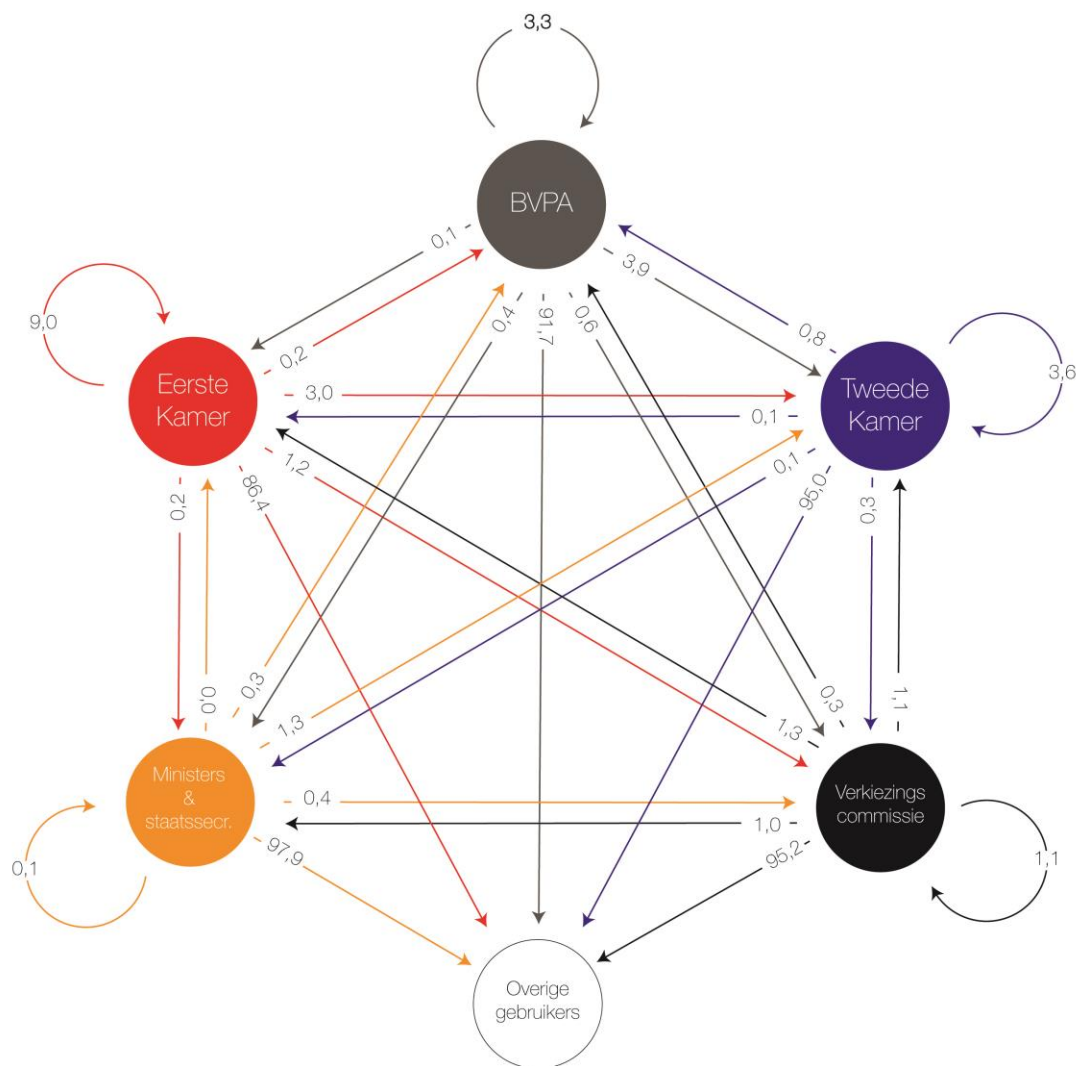 3,3
BVPA
0,1
3,9
0,2
0,8
0,4
91,7
0,6
9,0
Eerste
Kamer
3,0
0,1
Tweede
Kamer
3,6
1,2
86,4
0,2
0,1
95,0
0,3
0,0
0,3
1,3
1,3
0,3
1,1
Ministers
&
staatssecr.
0,4
1,0
Verkiezings
commissie
97,9
95,2
0,1
1,1
Overige
gebruikers